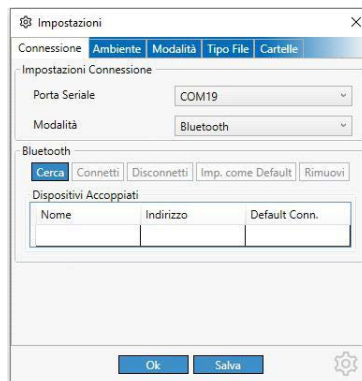 Impostazioni
Connessione Ambiente Modalità Tipo File Cartelle
Impostazioni Connessione
Porta Seriale COM19
Modalità Bluetooth
Bluetooth
Cerca Connetti Disconnetti Imp. come Default Rimuovi
Dispositivi Accoppiati
Nome Indirizzo Default Conn.
Ok Salva